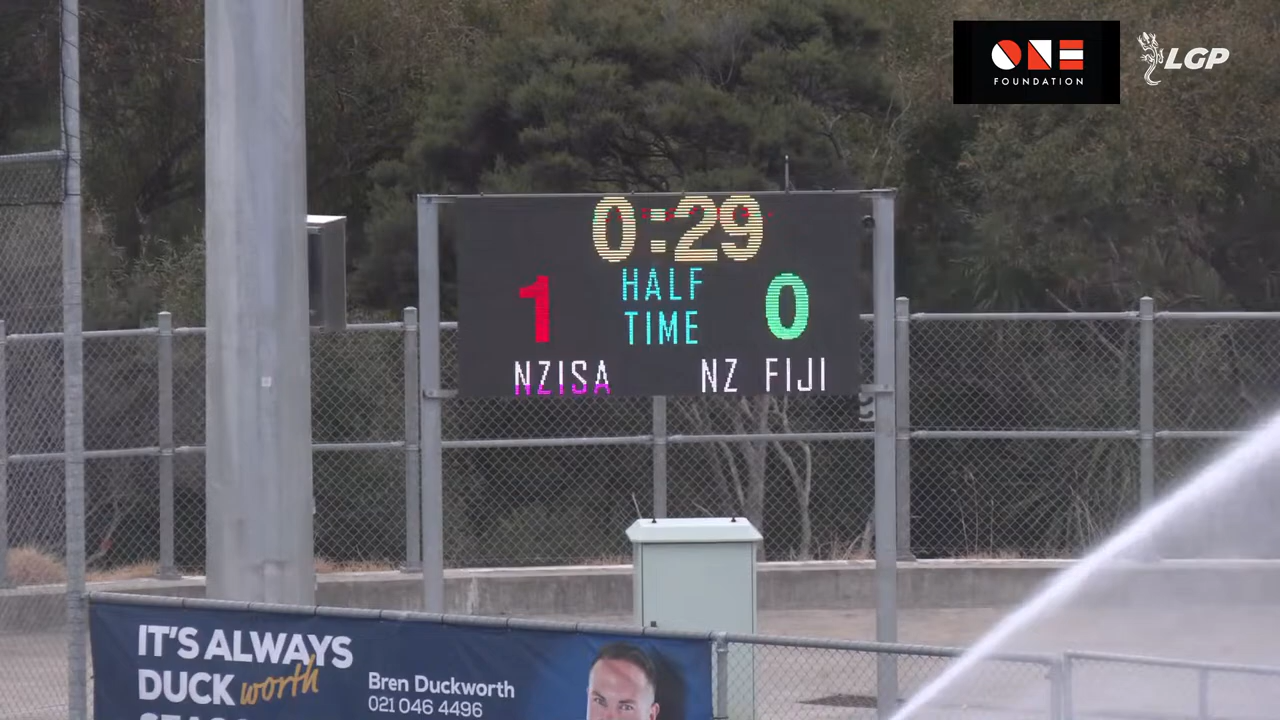 ONE
FOUNDATION
LGP
0:29
1
HALF
TIME
0
NZISA
NZ FIJI
IT'S ALWAYS
DUCK worth
Bren Duckworth
021 046 4496